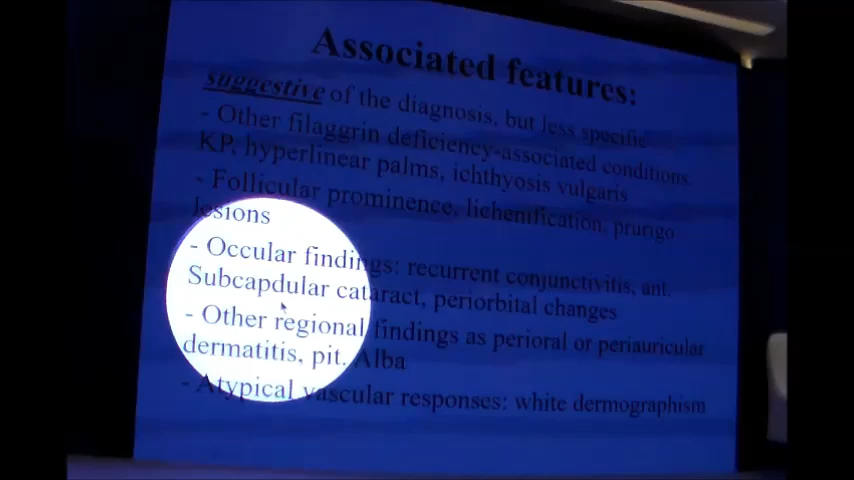 Associated features:
suggestive of the diagnosis, but less specific
- Other filaggrin deficiency-associated conditions.
KP, hyperlinear palms, ichthyosis vulgaris
- Follicular prominence, lichenification, prurigo
lesions
- Occular findings: recurrent conjunctivitis, ant.
Subcapdular cataract, periorbital changes
- Other regional findings as perioral or periauricular
dermatitis, pit. Alba
- Atypical vascular responses: white dermographism